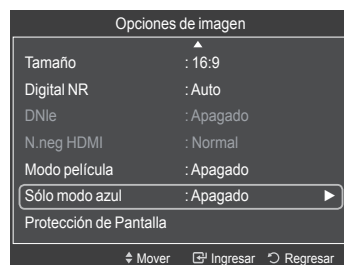 Opciones de imagen
Tamaño : 16:9
Digital NR : Auto
DNIe : Apagado
N.neg HDMI : Normal
Modo película : Apagado
Sólo modo azul : Apagado
Protección de Pantalla
Mover Ingresar Regresar